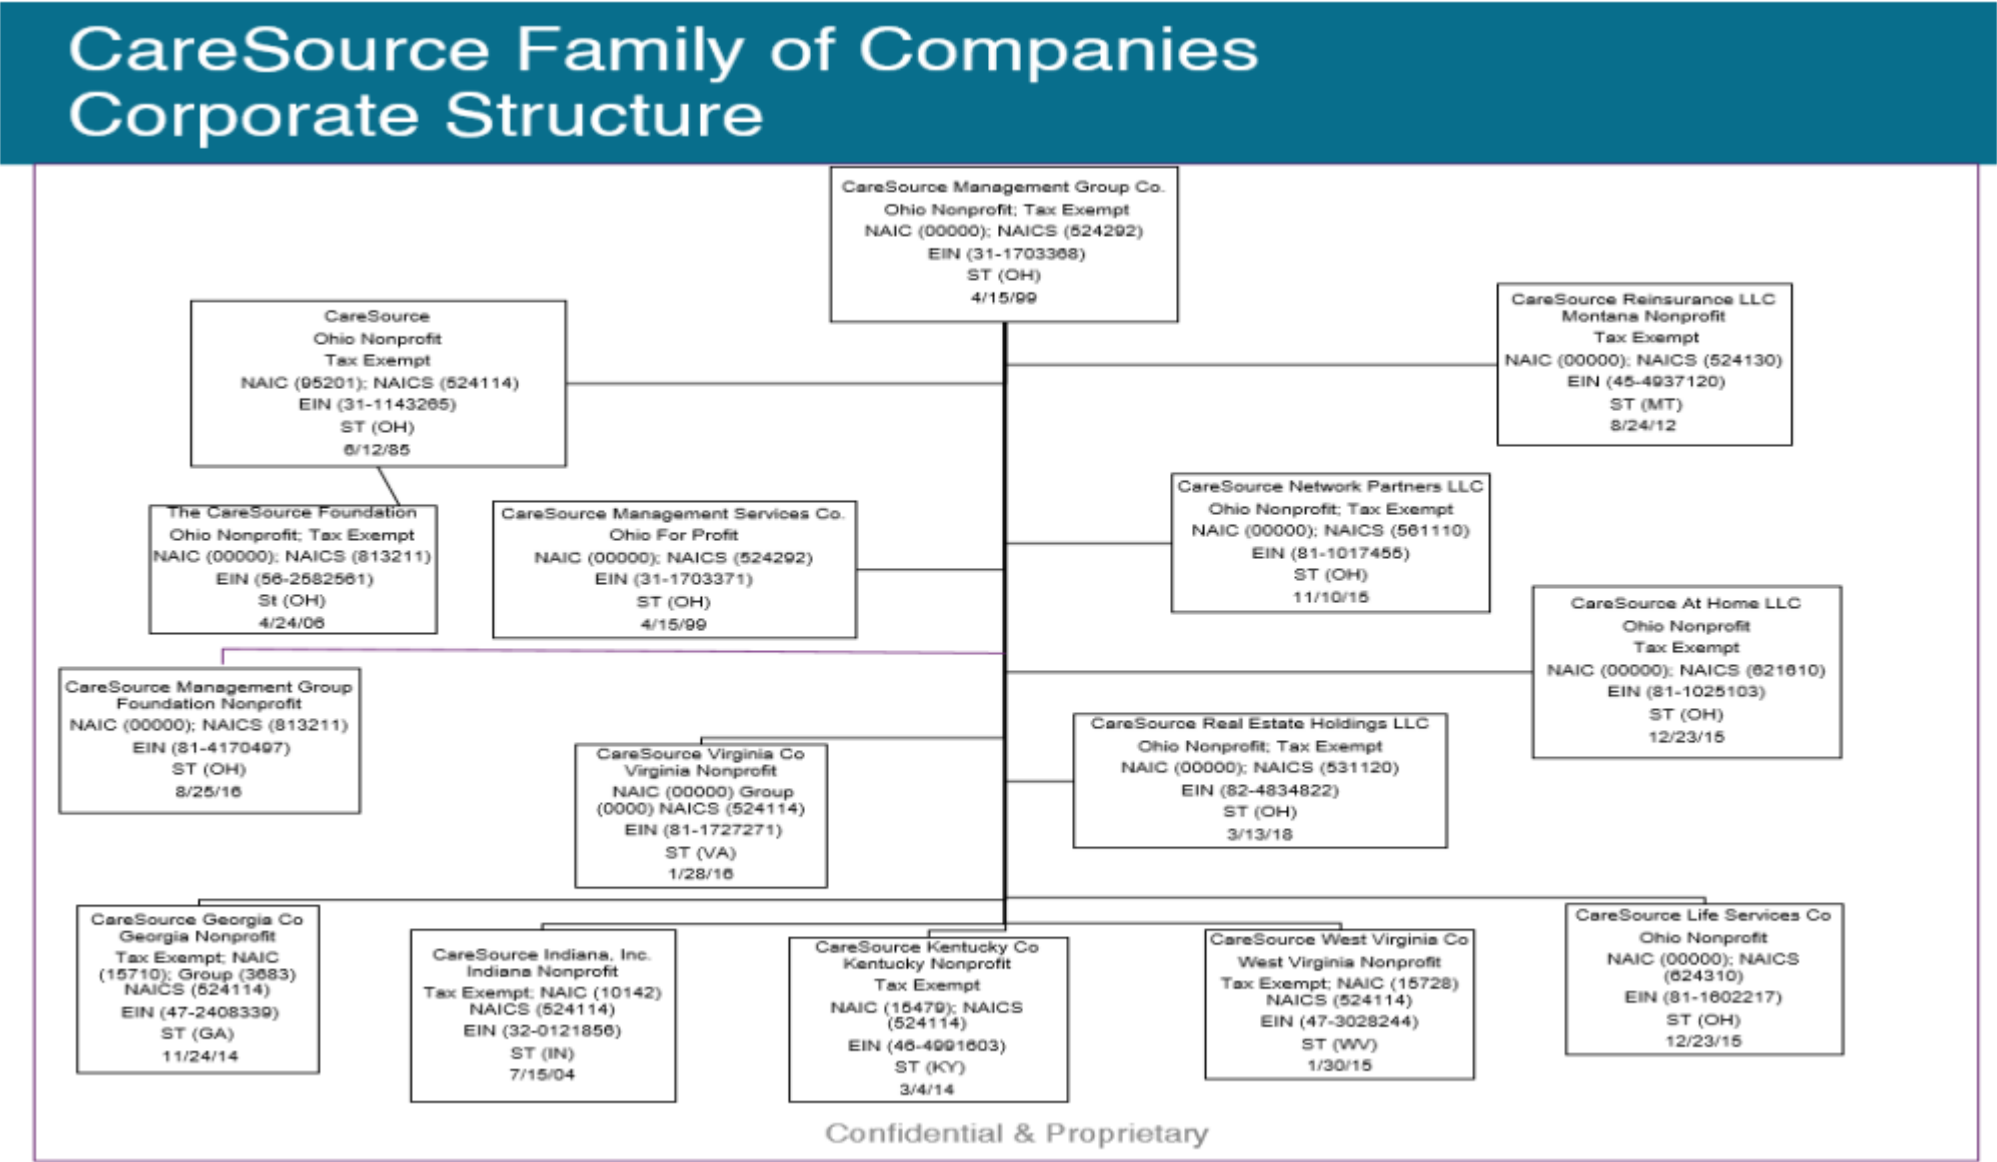 CareSource Family of Companies
Corporate Structure
CareSource Management Group Co.
Ohio Nonprofit; Tax Exempt
NAIC (00000); NAICS (524292)
EIN (31-1703368)
ST (OH)
4/15/99
CareSource
Ohio Nonprofit
Tax Exempt
NAIC (95201); NAICS (524114)
EIN (31-1143265)
ST (OH)
6/12/85
CareSource Reinsurance LLC
Montana Nonprofit
Tax Exempt
NAIC (00000); NAICS (524130)
EIN (45-4937120)
ST (MT)
8/24/12
The CareSource Foundation
Ohio Nonprofit; Tax Exempt
NAIC (00000); NAICS (813211)
EIN (56-2582561)
St (OH)
4/24/06
CareSource Management Services Co.
Ohio For Profit
NAIC (00000); NAICS (524292)
EIN (31-1703371)
ST (OH)
4/15/99
CareSource Network Partners LLC
Ohio Nonprofit; Tax Exempt
NAIC (00000); NAICS (561110)
EIN (81-1017455)
ST (OH)
11/10/15
CareSource At Home LLC
Ohio Nonprofit
Tax Exempt
NAIC (00000); NAICS (621610)
EIN (81-1025103)
ST (OH)
12/23/15
CareSource Management Group
Foundation Nonprofit
NAIC (00000); NAICS (813211)
EIN (81-4170497)
ST (OH)
8/25/16
CareSource Virginia Co
Virginia Nonprofit
NAIC (00000) Group
(0000) NAICS (524114)
EIN (81-1727271)
ST (VA)
1/28/16
CareSource Real Estate Holdings LLC
Ohio Nonprofit; Tax Exempt
NAIC (00000); NAICS (531120)
EIN (82-4834822)
ST (OH)
3/13/18
CareSource Georgia Co
Georgia Nonprofit
Tax Exempt; NAIC
(15710); Group (3683)
NAICS (524114)
EIN (47-2408339)
ST (GA)
11/24/14
CareSource Indiana, Inc.
Indiana Nonprofit
Tax Exempt; NAIC (10142)
NAICS (524114)
EIN (32-0121856)
ST (IN)
7/15/04
CareSource Kentucky Co
Kentucky Nonprofit
Tax Exempt
NAIC (15479); NAICS
(524114)
EIN (46-4991603)
ST (KY)
3/4/14
CareSource West Virginia Co
West Virginia Nonprofit
Tax Exempt; NAIC (15728)
NAICS (524114)
EIN (47-3028244)
ST (WV)
1/30/15
CareSource Life Services Co
Ohio Nonprofit
NAIC (00000); NAICS
(624310)
EIN (81-1602217)
ST (OH)
12/23/15
Confidential & Proprietary